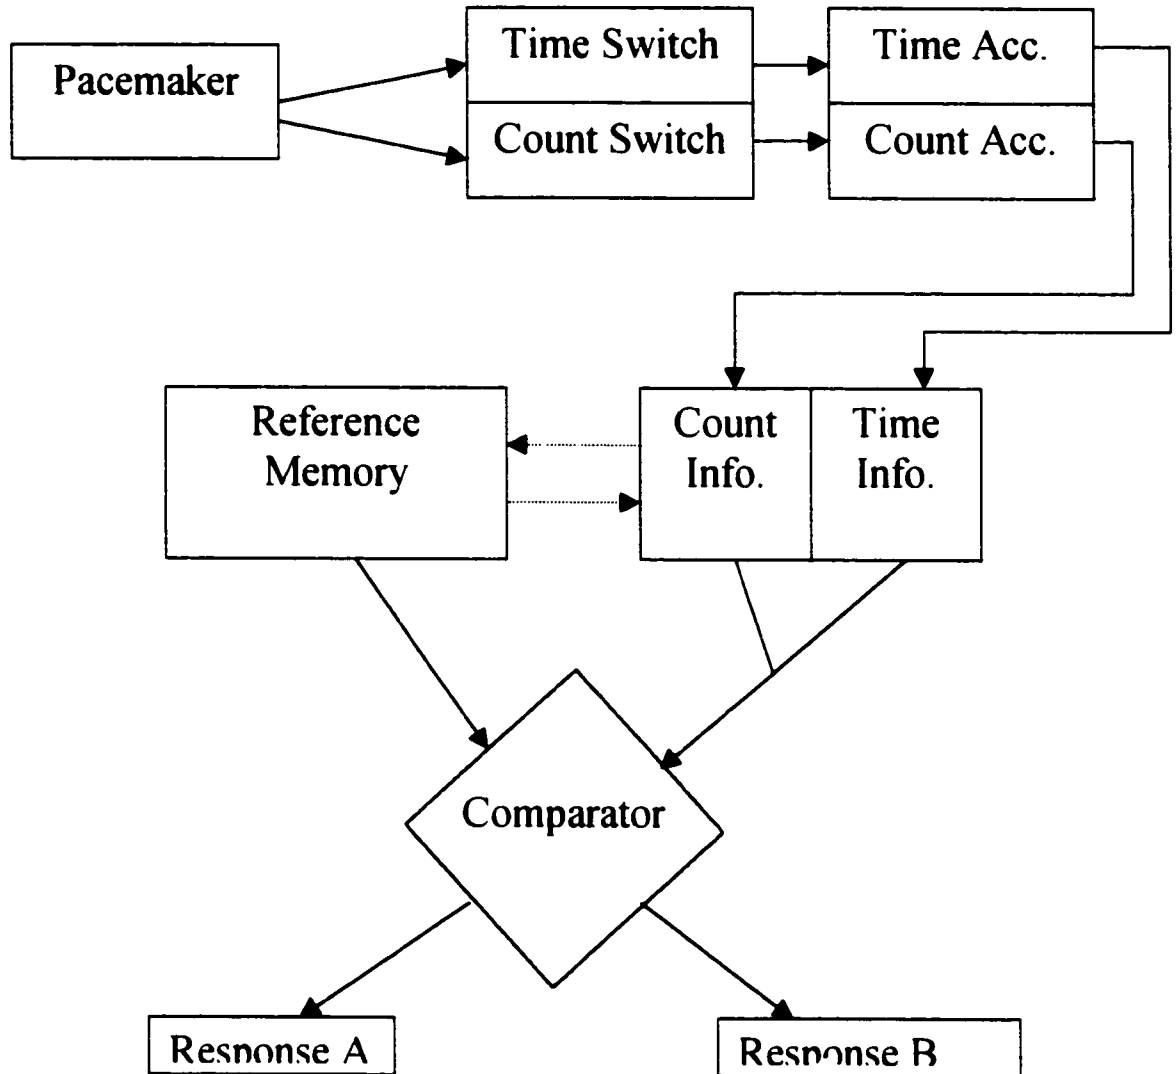 Pacemaker
Time Switch
Count Switch
Time Acc.
Count Acc.
Reference
Memory
Count
Info.
Time
Info.
Comparator
Response A
Response B